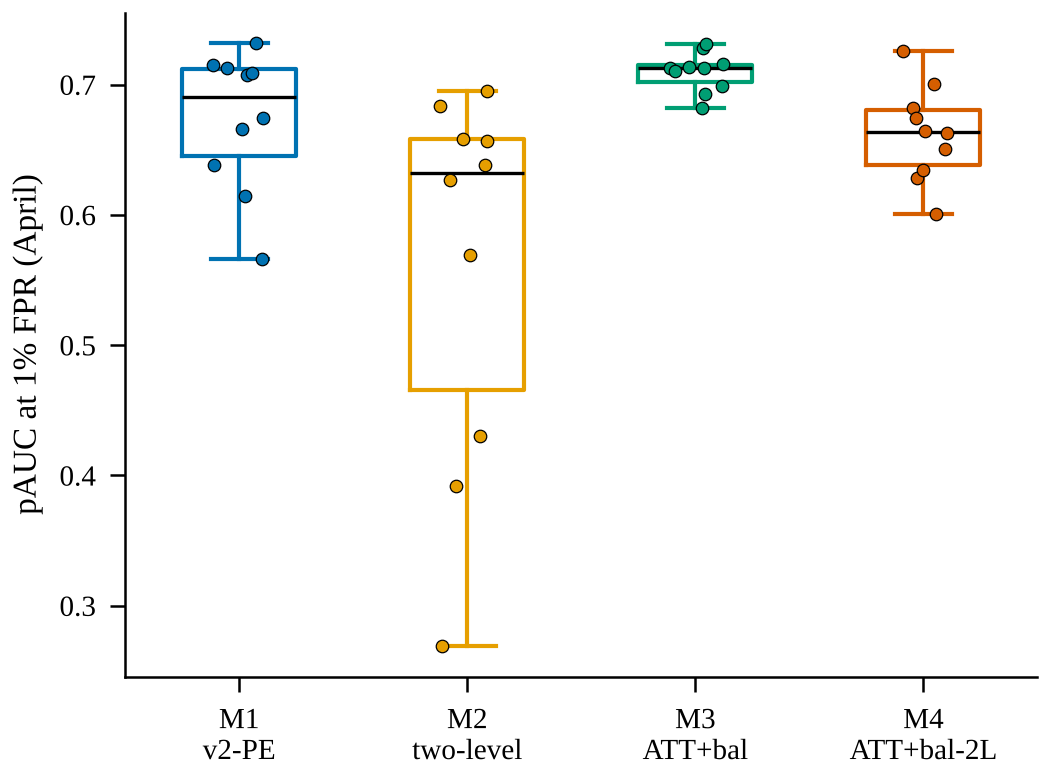 pAUC at 1% FPR (April)
0.7
0.6
0.5
0.4
0.3
M1
v2-PE
M2
two-level
M3
ATT+bal
M4
ATT+bal-2L